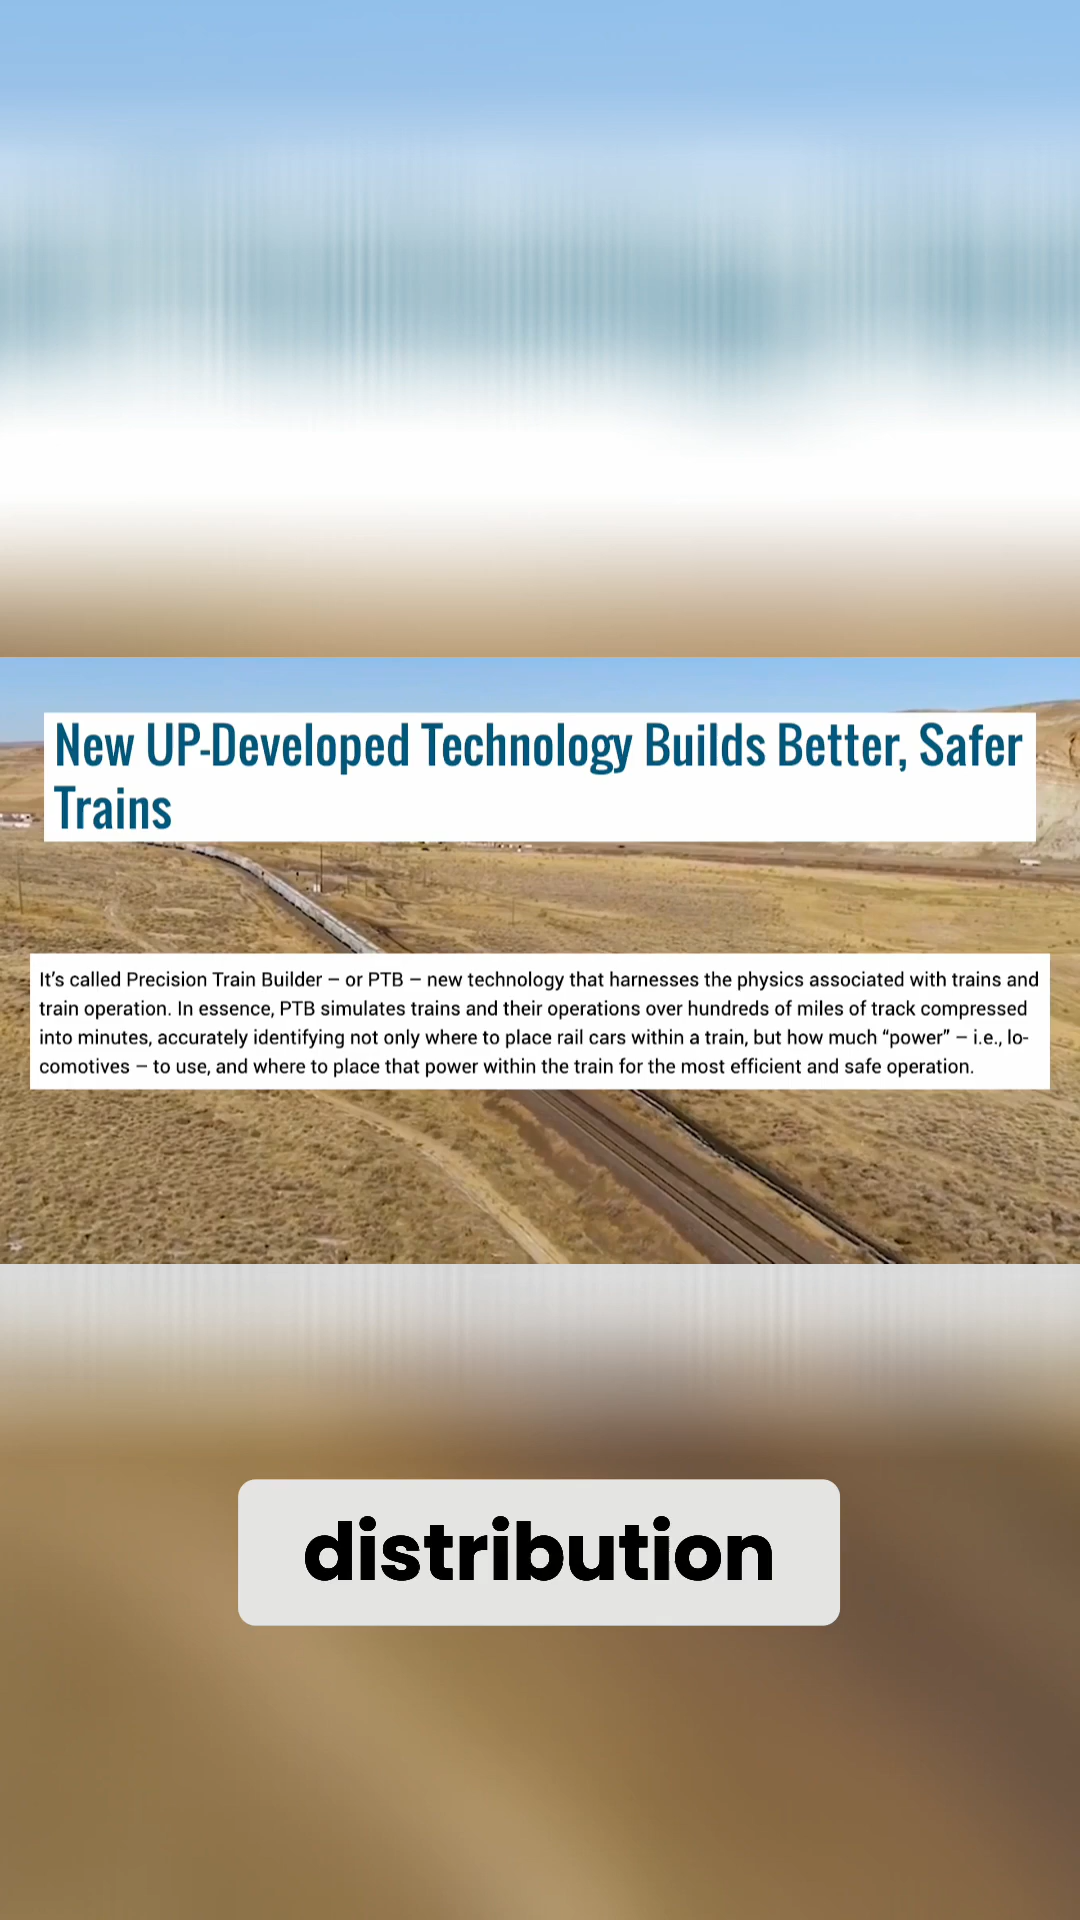 New UP-Developed Technology Builds Better, Safer
Trains
It’s called Precision Train Builder – or PTB – new technology that harnesses the physics associated with trains and
train operation. In essence, PTB simulates trains and their operations over hundreds of miles of track compressed
into minutes, accurately identifying not only where to place rail cars within a train, but how much “power” – i.e., lo-
comotives – to use, and where to place that power within the train for the most efficient and safe operation.
distribution